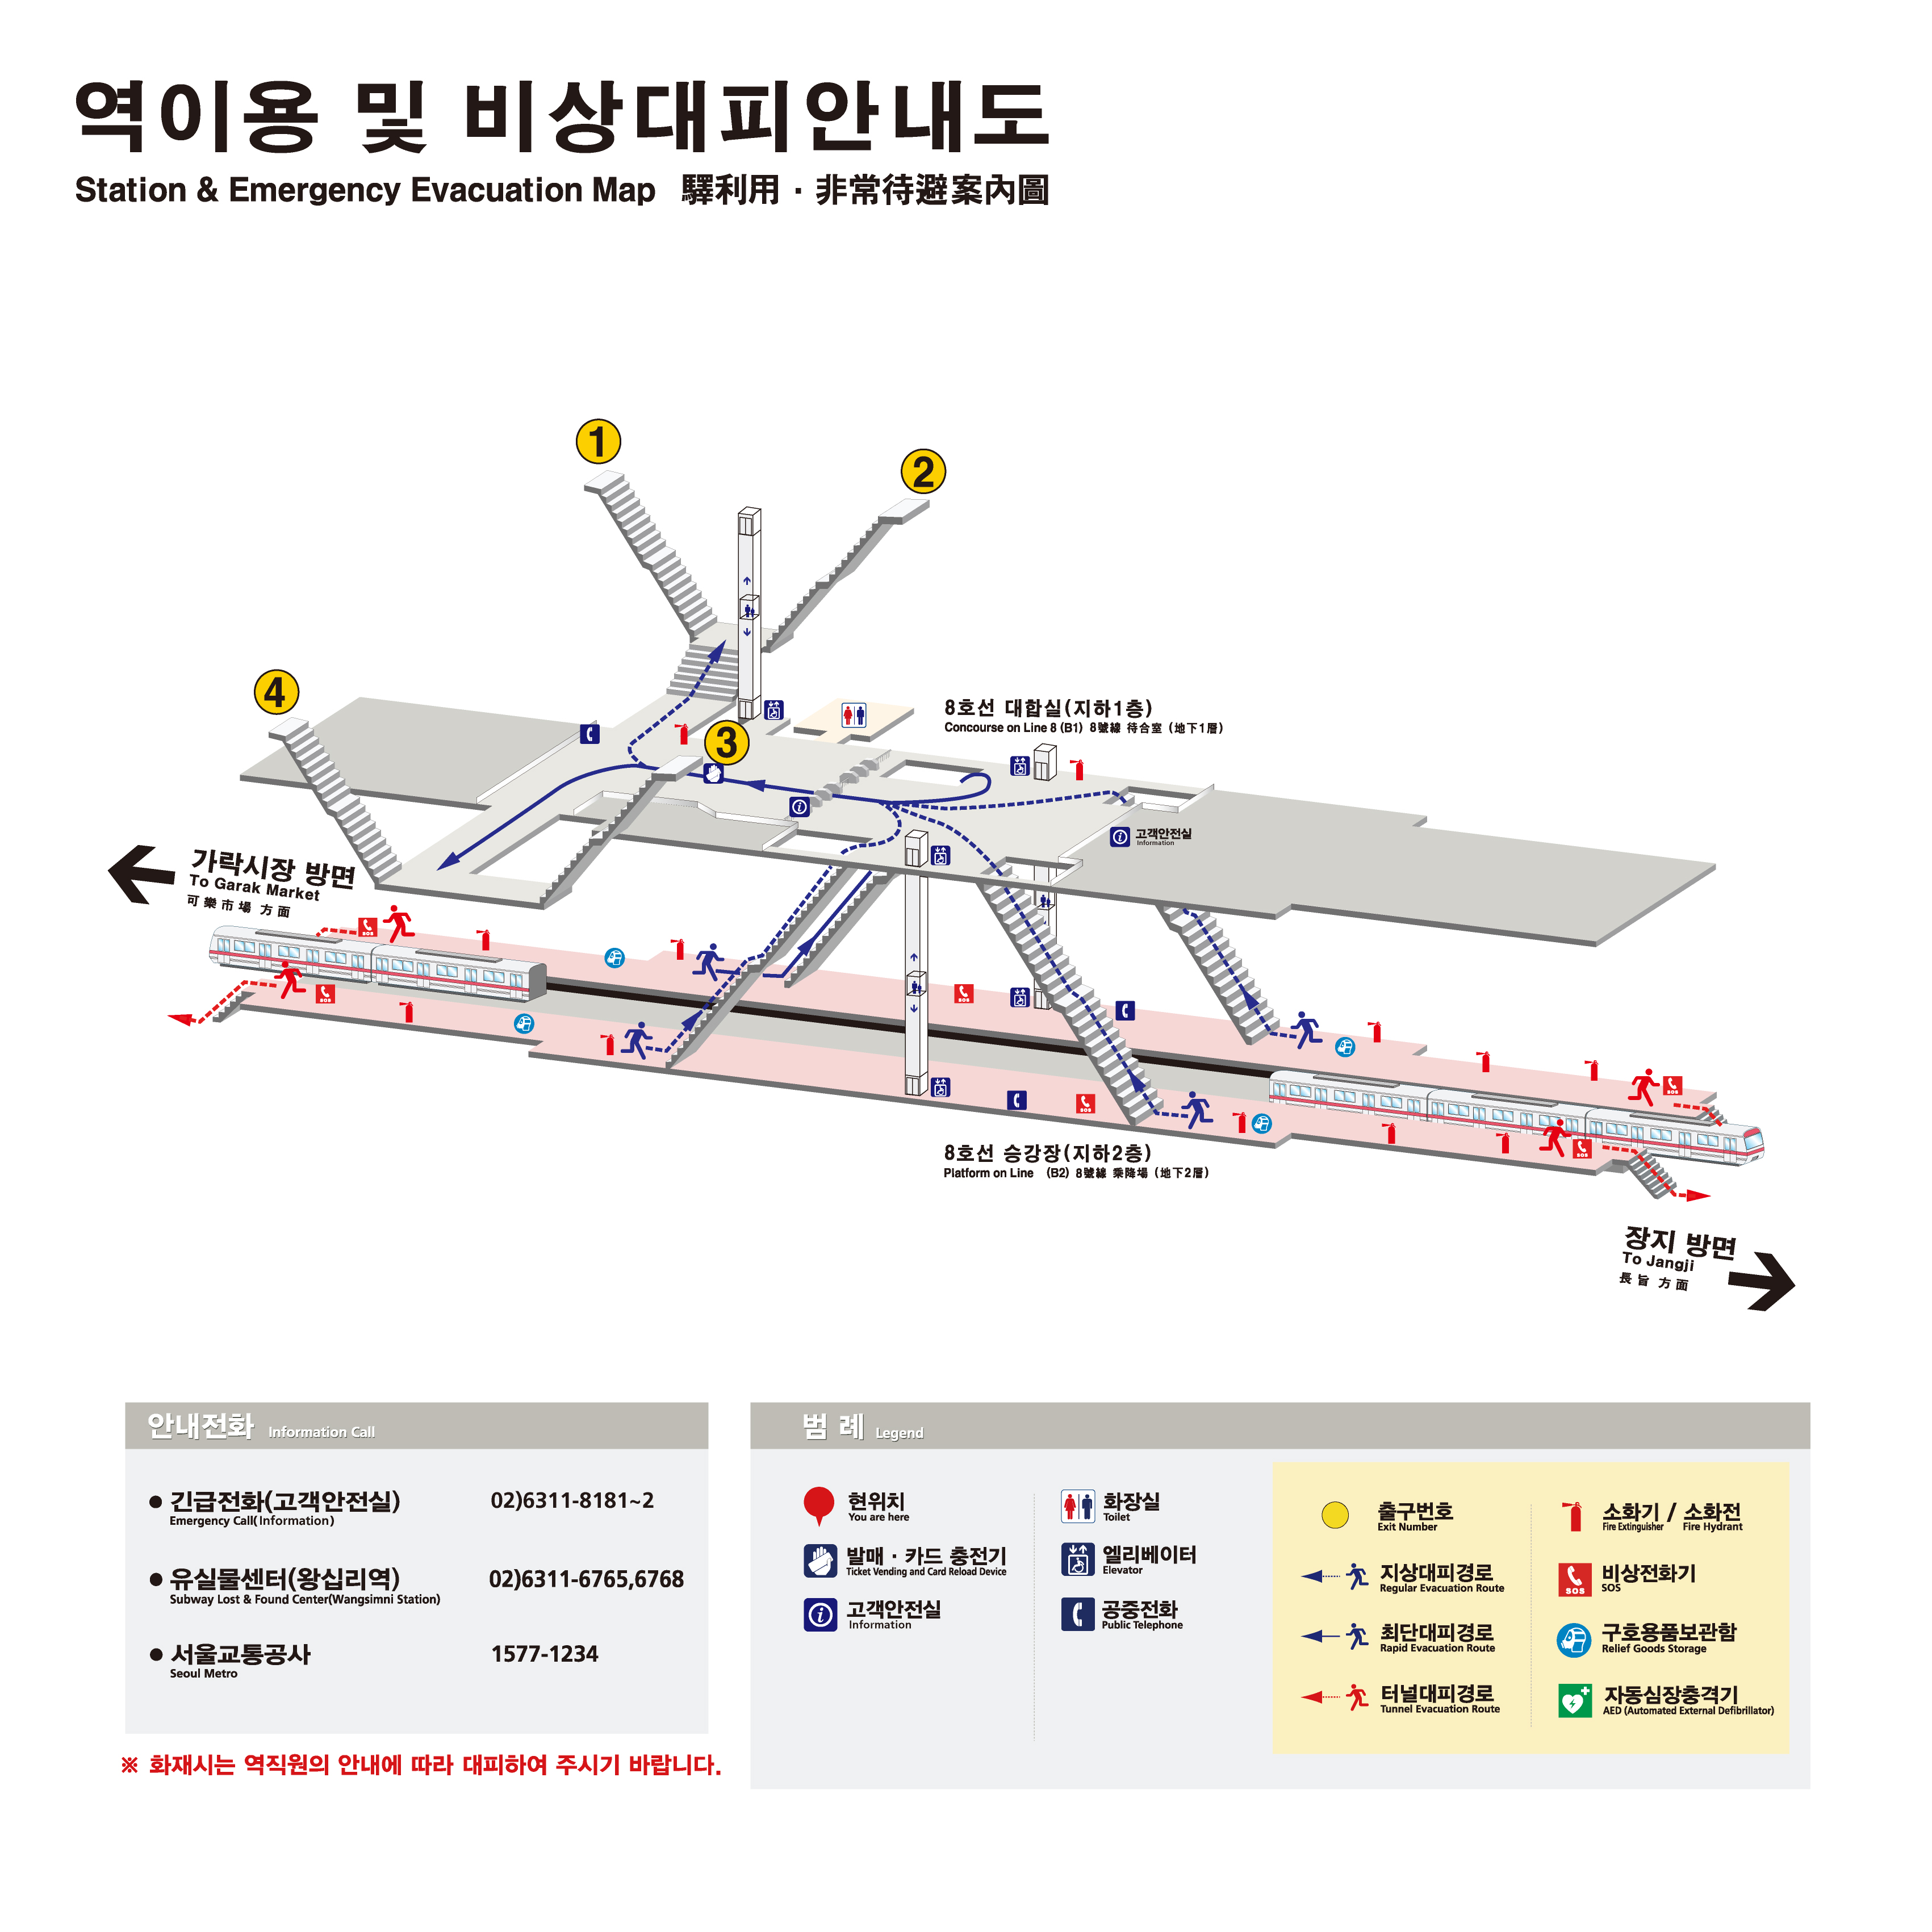 역이용 및 비상대피안내도
Station & Emergency Evacuation Map 驛利用 · 非常待避案內圖
1
2
4
3
8호선 대합실(지하1층)
Concourse on Line 8 (B1) 8號線 待合室 (地下1層)
고객안전실
Information
가락시장 방면
To Garak Market
可樂市場 方面
SOS
SOS
SOS
SOS
SOS
SOS
8호선 승강장(지하2층)
Platform on Line (B2) 8號線 乘降場 (地下2層)
장지 방면
To Jangji
長旨 方面
안내전화 Information Call
● 긴급전화(고객안전실) 02)6311-8181~2
Emergency Call(Information)
● 유실물센터(왕십리역) 02)6311-6765,6768
Subway Lost & Found Center(Wangsimni Station)
● 서울교통공사 1577-1234
Seoul Metro
※ 화재시는 역직원의 안내에 따라 대피하여 주시기 바랍니다.
범 례 Legend
현위치
You are here
발매 · 카드 충전기
Ticket Vending and Card Reload Device
고객안전실
Information
화장실
Toilet
엘리베이터
Elevator
공중전화
Public Telephone
출구번호
Exit Number
지상대피경로
Regular Evacuation Route
최단대피경로
Rapid Evacuation Route
터널대피경로
Tunnel Evacuation Route
소화기 / 소화전
Fire Extinguisher Fire Hydrant
SOS
비상전화기
SOS
구호용품보관함
Relief Goods Storage
자동심장충격기
AED (Automated External Defibrillator)